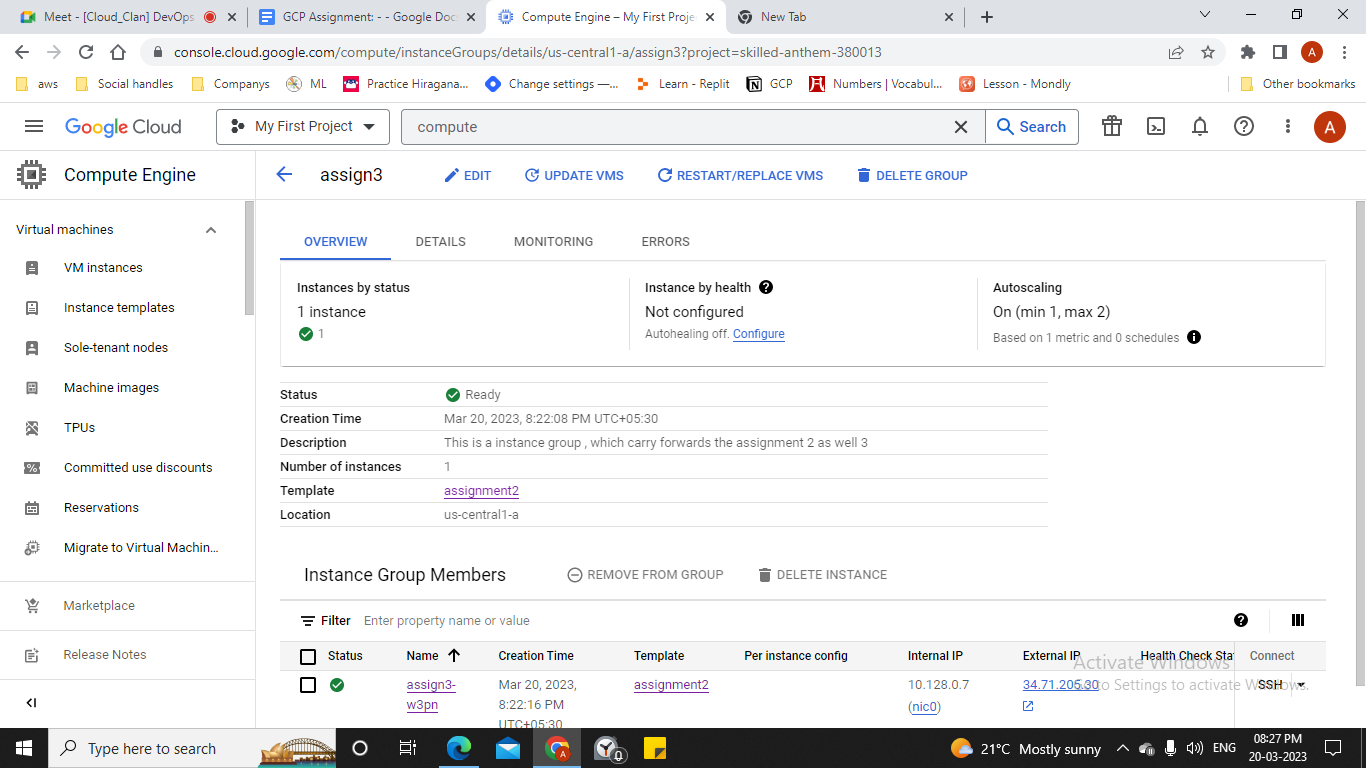 Meet - [Cloud_Clan] DevOps
GCP Assignment: - - Google Doc
Compute Engine – My First Proje
New Tab
console.cloud.google.com/compute/instanceGroups/details/us-central1-a/assign3?project=skilled-anthem-380013
A
aws
Social handles
Companys
ML
Practice Hiragana...
Change settings —...
Learn - Replit
GCP
Numbers | Vocabul...
Lesson - Mondly
Other bookmarks
Google Cloud
My First Project
compute
Search
A
Compute Engine
assign3
EDIT
UPDATE VMS
RESTART/REPLACE VMS
DELETE GROUP
Virtual machines
VM instances
Instance templates
Sole-tenant nodes
Machine images
TPUs
Committed use discounts
Reservations
Migrate to Virtual Machin...
Marketplace
Release Notes
OVERVIEW
DETAILS
MONITORING
ERRORS
Instances by status
1 instance
1
Instance by health
Not configured
Autohealing off. Configure
Autoscaling
On (min 1, max 2)
Based on 1 metric and 0 schedules
Status Ready
Creation Time Mar 20, 2023, 8:22:08 PM UTC+05:30
Description This is a instance group , which carry forwards the assignment 2 as well 3
Number of instances 1
Template assignment2
Location us-central1-a
Instance Group Members
REMOVE FROM GROUP
DELETE INSTANCE
Filter Enter property name or value
Status Name Creation Time Template Per instance config Internal IP External IP Health Check Sta Connect
assign3-
w3pn
Mar 20, 2023,
8:22:16 PM
UTC+05:30
assignment2
10.128.0.7
(nic0)
34.71.205.30
SSH
Activate Windows
Go to Settings to activate Windows.
Type here to search
21°C Mostly sunny
ENG
08:27 PM
20-03-2023